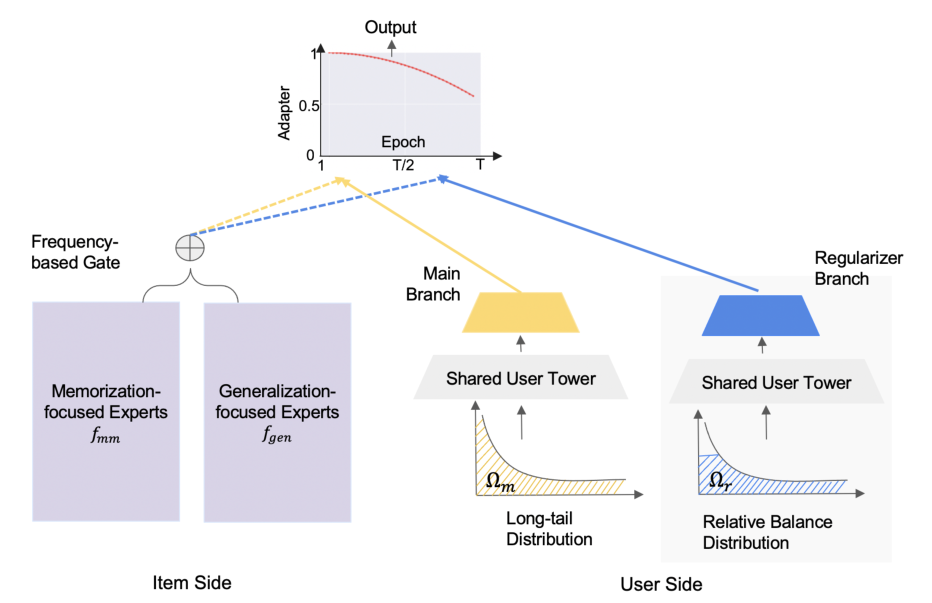 Output
1
0.5
0
Adapter
Epoch
1
T/2
T
Frequency-
based Gate
Main
Branch
Regularizer
Branch
Memorization-
focused Experts
f_mm
Generalization-
focused Experts
f_gen
Shared User Tower
Shared User Tower
Ω_m
Ω_r
Long-tail
Distribution
Relative Balance
Distribution
Item Side
User Side